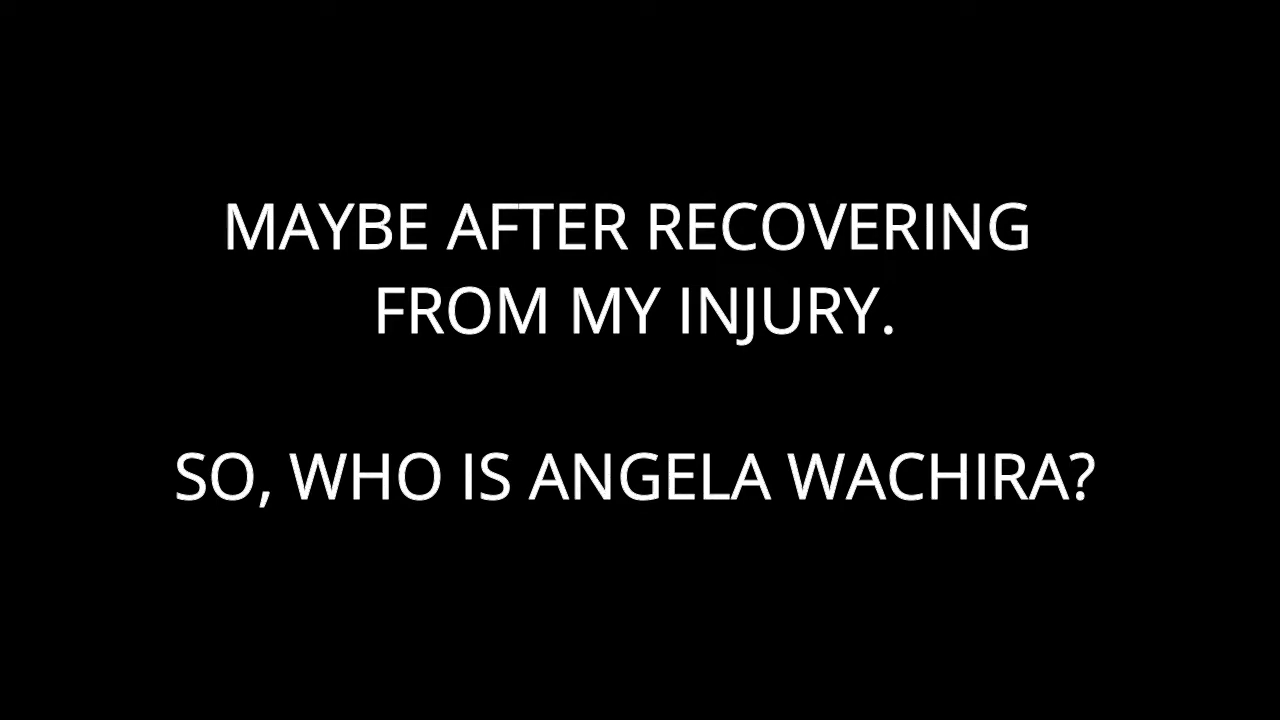 MAYBE AFTER RECOVERING
FROM MY INJURY.
SO, WHO IS ANGELA WACHIRA?